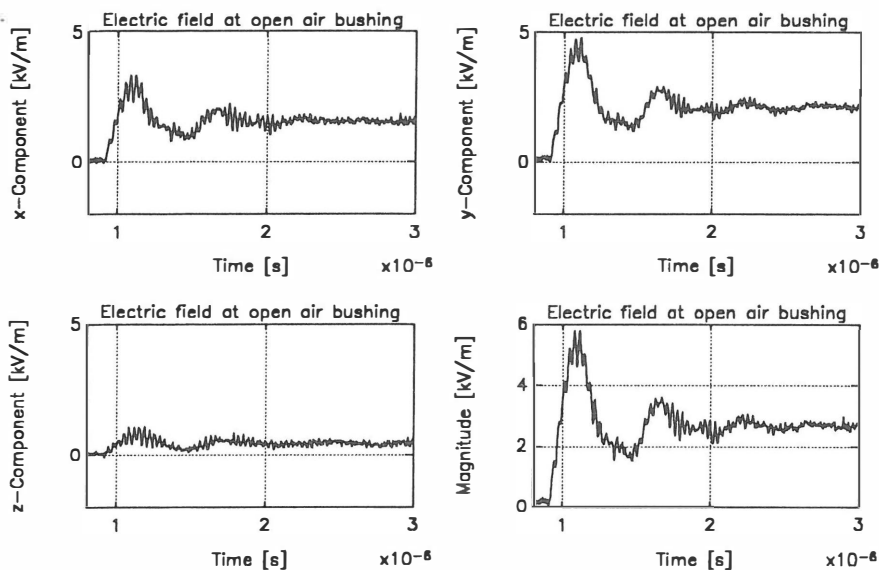 Electric field at open air bushing
5
0
x-Component [kV/m]
1 2 3
Time [s] x10⁻⁶
Electric field at open air bushing
5
0
y-Component [kV/m]
1 2 3
Time [s] x10⁻⁶
Electric field at open air bushing
5
0
z-Component [kV/m]
1 2 3
Time [s] x10⁻⁶
Electric field at open air bushing
6
4
2
0
Magnitude [kV/m]
1 2 3
Time [s] x10⁻⁶